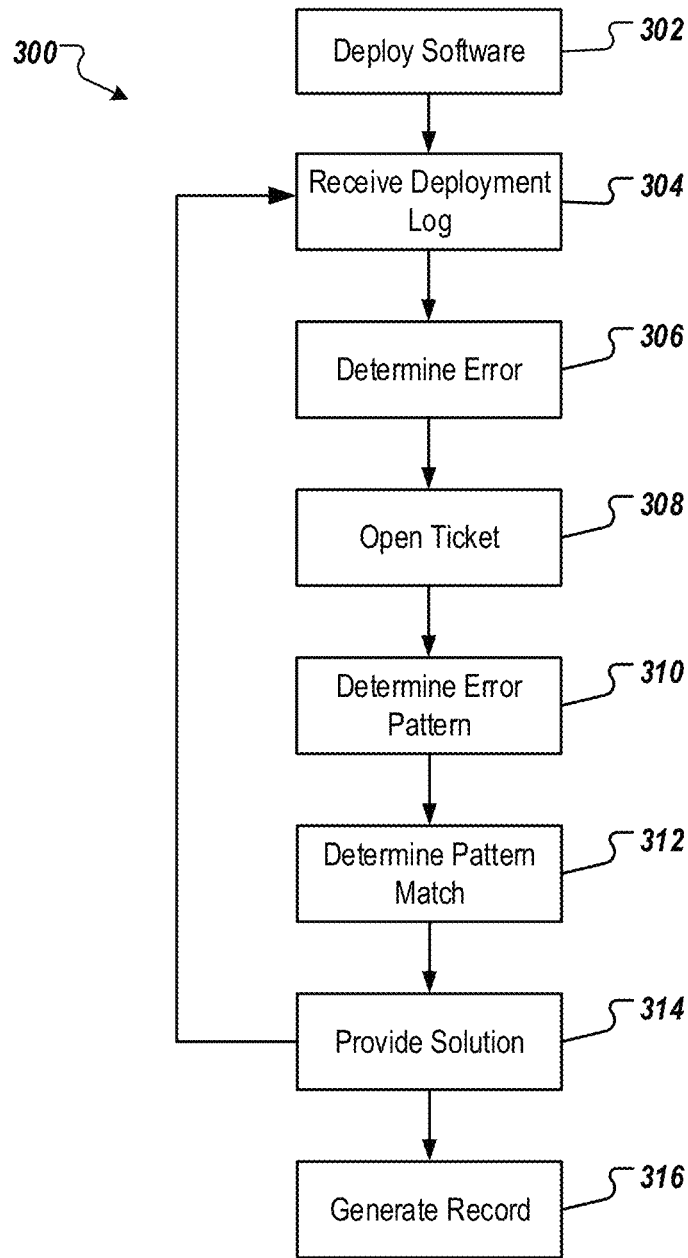 300
Deploy Software
302
Receive Deployment
Log
304
Determine Error
306
Open Ticket
308
Determine Error
Pattern
310
Determine Pattern
Match
312
Provide Solution
314
Generate Record
316